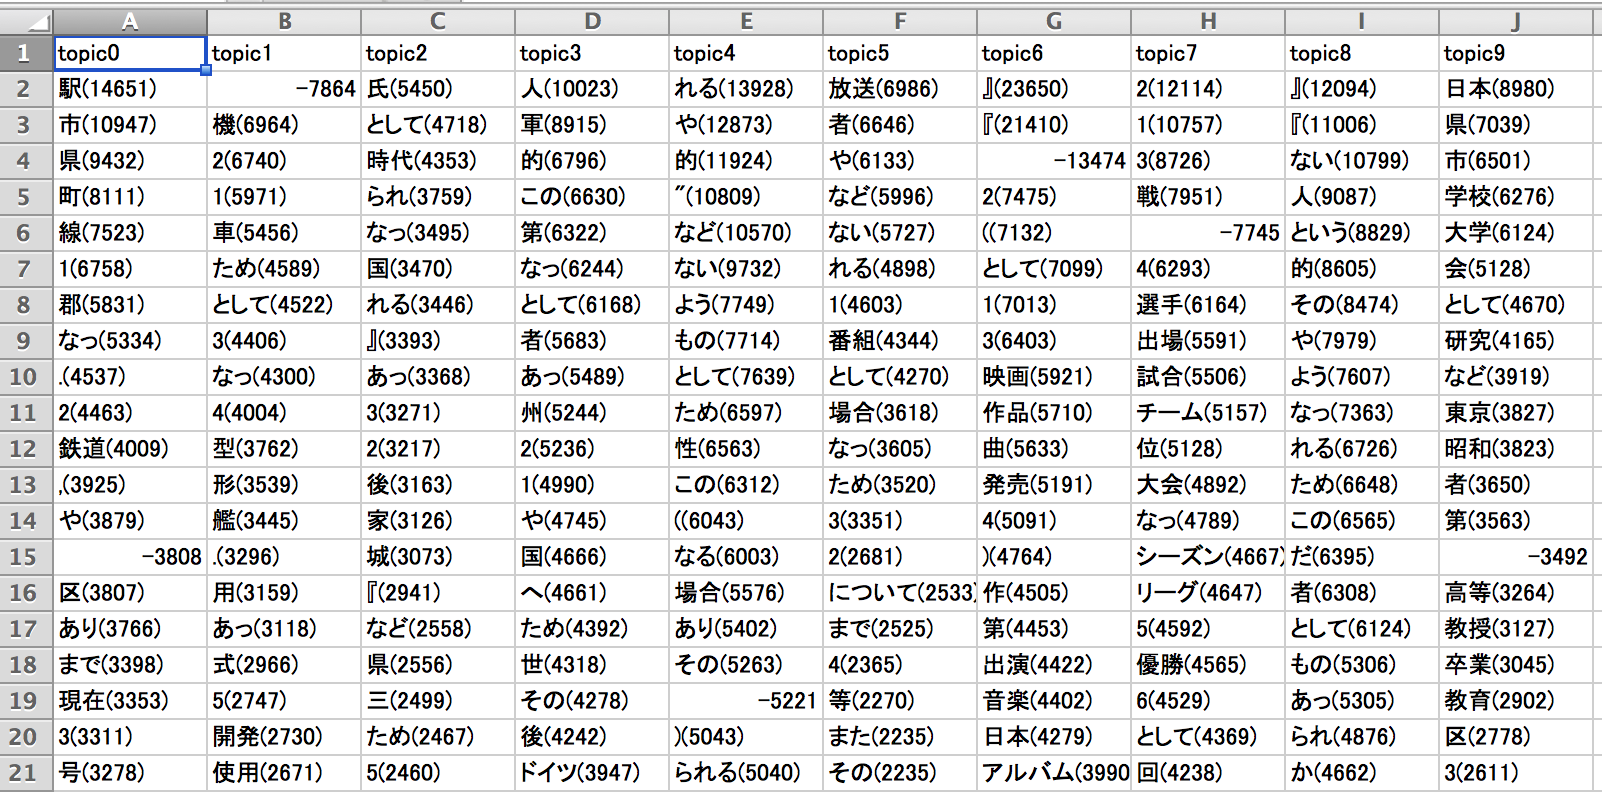 A B C D E F G H I J
1 topic0 topic1 topic2 topic3 topic4 topic5 topic6 topic7 topic8 topic9
2 駅(14651) -7864 氏(5450) 人(10023) れる(13928) 放送(6986) 』(23650) 2(12114) 』(12094) 日本(8980)
3 市(10947) 機(6964) として(4718) 軍(8915) や(12873) 者(6646) 『(21410) 1(10757) 『(11006) 県(7039)
4 県(9432) 2(6740) 時代(4353) 的(6796) 的(11924) や(6133) -13474 3(8726) ない(10799) 市(6501)
5 町(8111) 1(5971) られ(3759) この(6630) ″(10809) など(5996) 2(7475) 戦(7951) 人(9087) 学校(6276)
6 線(7523) 車(5456) なっ(3495) 第(6322) など(10570) ない(5727) ((7132) -7745 という(8829) 大学(6124)
7 1(6758) ため(4589) 国(3470) なっ(6244) ない(9732) れる(4898) として(7099) 4(6293) 的(8605) 会(5128)
8 郡(5831) として(4522) れる(3446) として(6168) よう(7749) 1(4603) 1(7013) 選手(6164) その(8474) として(4670)
9 なっ(5334) 3(4406) 』(3393) 者(5683) もの(7714) 番組(4344) 3(6403) 出場(5591) や(7979) 研究(4165)
10 .(4537) なっ(4300) あっ(3368) あっ(5489) として(7639) として(4270) 映画(5921) 試合(5506) よう(7607) など(3919)
11 2(4463) 4(4004) 3(3271) 州(5244) ため(6597) 場合(3618) 作品(5710) チーム(5157) なっ(7363) 東京(3827)
12 鉄道(4009) 型(3762) 2(3217) 2(5236) 性(6563) なっ(3605) 曲(5633) 位(5128) れる(6726) 昭和(3823)
13 ,(3925) 形(3539) 後(3163) 1(4990) この(6312) ため(3520) 発売(5191) 大会(4892) ため(6648) 者(3650)
14 や(3879) 艦(3445) 家(3126) や(4745) ((6043) 3(3351) 4(5091) なっ(4789) この(6565) 第(3563)
15 -3808 .(3296) 城(3073) 国(4666) なる(6003) 2(2681) )(4764) シーズン(4667) だ(6395) -3492
16 区(3807) 用(3159) 『(2941) へ(4661) 場合(5576) について(2533) 作(4505) リーグ(4647) 者(6308) 高等(3264)
17 あり(3766) あっ(3118) など(2558) ため(4392) あり(5402) まで(2525) 第(4453) 5(4592) として(6124) 教授(3127)
18 まで(3398) 式(2966) 県(2556) 世(4318) その(5263) 4(2365) 出演(4422) 優勝(4565) もの(5306) 卒業(3045)
19 現在(3353) 5(2747) 三(2499) その(4278) -5221 等(2270) 音楽(4402) 6(4529) あっ(5305) 教育(2902)
20 3(3311) 開発(2730) ため(2467) 後(4242) )(5043) また(2235) 日本(4279) として(4369) られ(4876) 区(2778)
21 号(3278) 使用(2671) 5(2460) ドイツ(3947) られる(5040) その(2235) アルバム(3990 回(4238) か(4662) 3(2611)